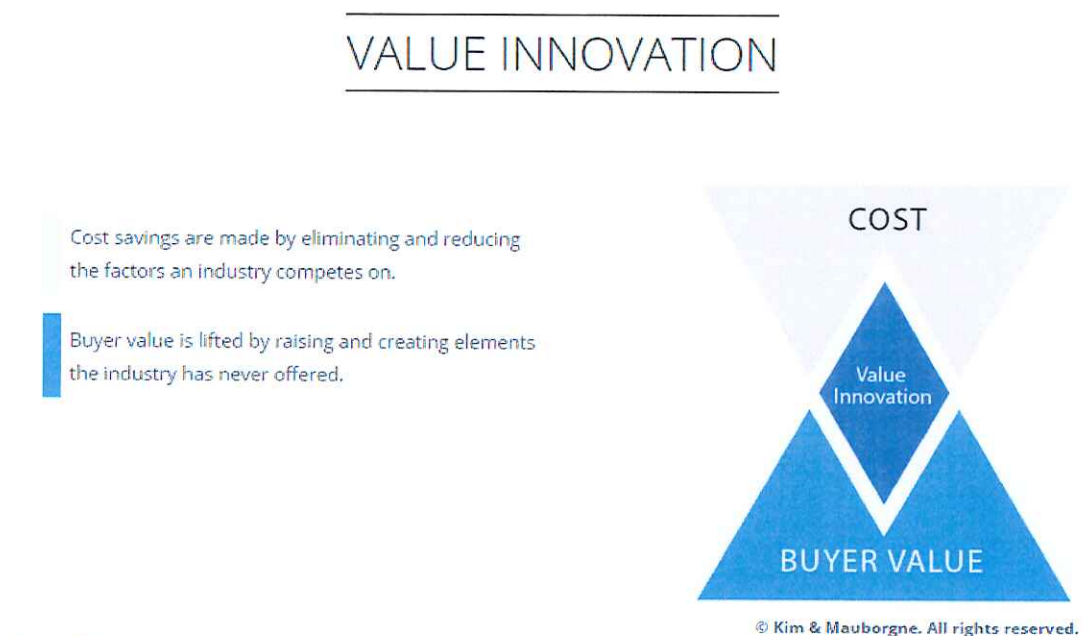 VALUE INNOVATION
Cost savings are made by eliminating and reducing
the factors an industry competes on.
Buyer value is lifted by raising and creating elements
the industry has never offered.
COST
Value
Innovation
BUYER VALUE
© Kim & Mauborgne. All rights reserved.